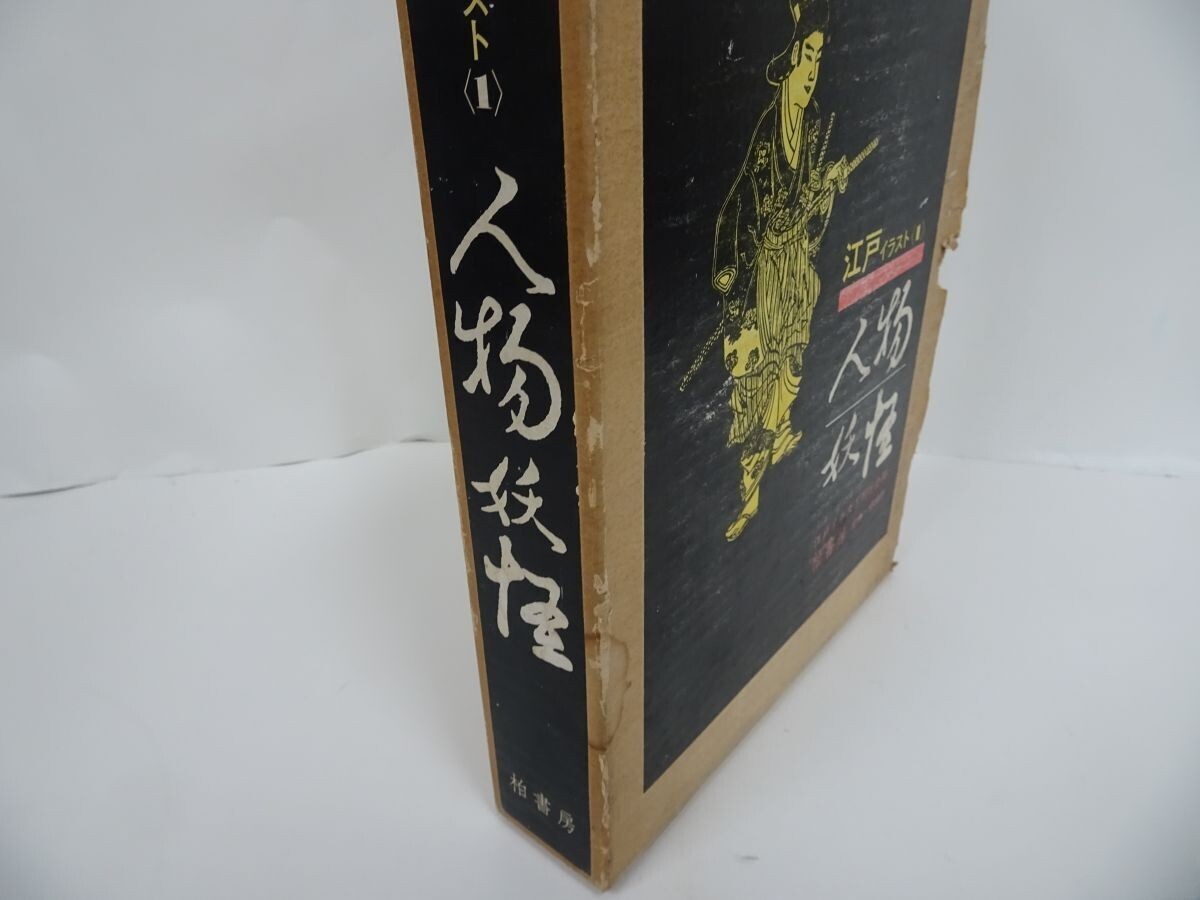 スト〈1〉
人物妖怪
柏書房
江戸イラスト〈1〉
人物
妖怪